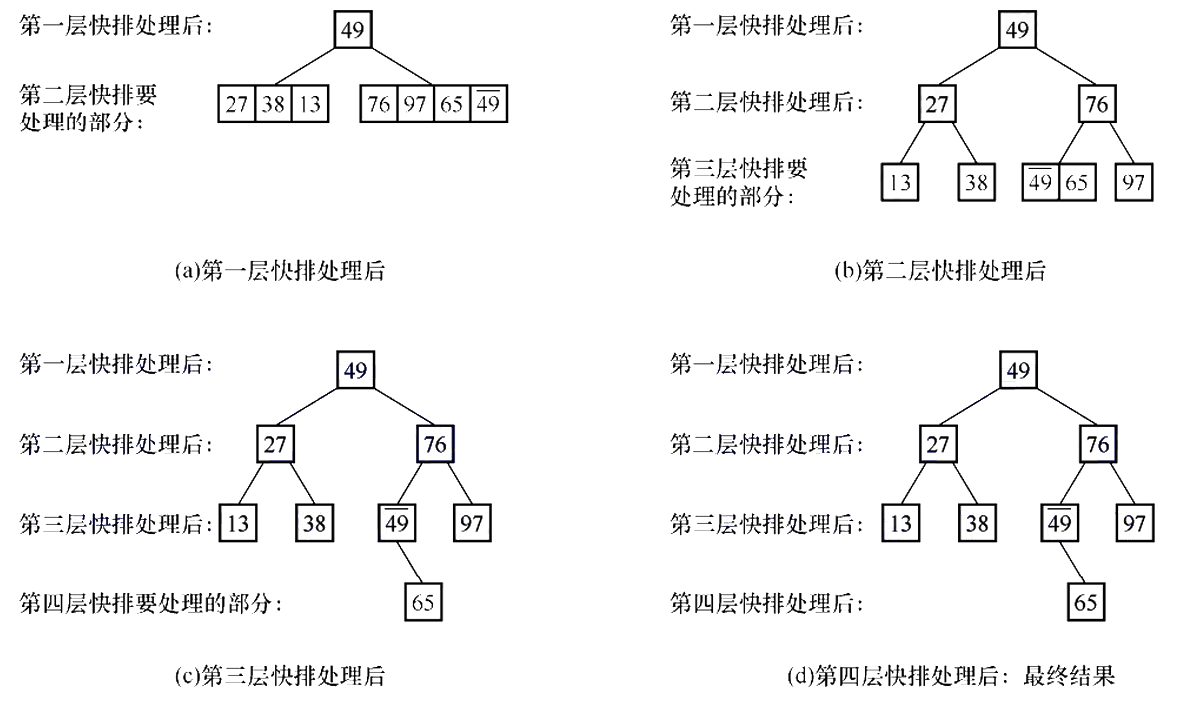 第一层快排处理后：
49
第二层快排要
处理的部分：
27 38 13 76 97 65 4̅9̅
(a)第一层快排处理后
第一层快排处理后：
49
第二层快排处理后：
27 76
第三层快排要
处理的部分：
13 38 4̅9̅ 65 97
(b)第二层快排处理后
第一层快排处理后：
49
第二层快排处理后：
27 76
第三层快排处理后：
13 38 4̅9̅ 97
第四层快排要处理的部分：
65
(c)第三层快排处理后
第一层快排处理后：
49
第二层快排处理后：
27 76
第三层快排处理后：
13 38 4̅9̅ 97
第四层快排处理后：
65
(d)第四层快排处理后：最终结果